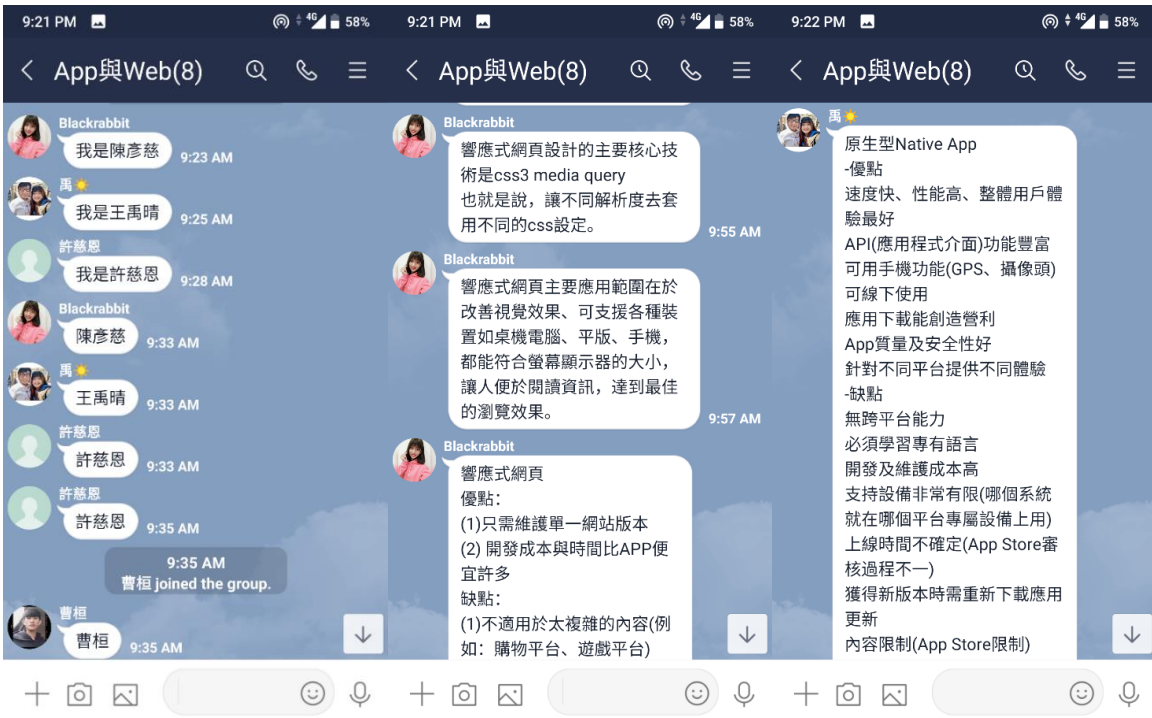 9:21 PM 4G 58%
App與Web(8)
Blackrabbit
我是陳彥慈
9:23 AM
禹☀️
我是王禹晴
9:25 AM
許慈恩
我是許慈恩
9:28 AM
Blackrabbit
陳彥慈
9:33 AM
禹☀️
王禹晴
9:33 AM
許慈恩
許慈恩
9:33 AM
許慈恩
許慈恩
9:35 AM
9:35 AM
曹桓 joined the group.
曹桓
曹桓
9:35 AM
9:21 PM 4G 58%
App與Web(8)
Blackrabbit
響應式網頁設計的主要核心技
術是css3 media query
也就是說，讓不同解析度去套
用不同的css設定。
9:55 AM
Blackrabbit
響應式網頁主要應用範圍在於
改善視覺效果、可支援各種裝
置如桌機電腦、平版、手機，
都能符合螢幕顯示器的大小，
讓人便於閱讀資訊，達到最佳
的瀏覽效果。
9:57 AM
Blackrabbit
響應式網頁
優點：
(1)只需維護單一網站版本
(2) 開發成本與時間比APP便
宜許多
缺點：
(1)不適用於太複雜的內容(例
如：購物平台、遊戲平台)
9:22 PM 4G 58%
App與Web(8)
禹☀️
原生型Native App
-優點
速度快、性能高、整體用戶體
驗最好
API(應用程式介面)功能豐富
可用手機功能(GPS、攝像頭)
可線下使用
應用下載能創造營利
App質量及安全性好
針對不同平台提供不同體驗
-缺點
無跨平台能力
必須學習專有語言
開發及維護成本高
支持設備非常有限(哪個系統
就在哪個平台專屬設備上用)
上線時間不確定(App Store審
核過程不一)
獲得新版本時需重新下載應用
更新
內容限制(App Store限制)